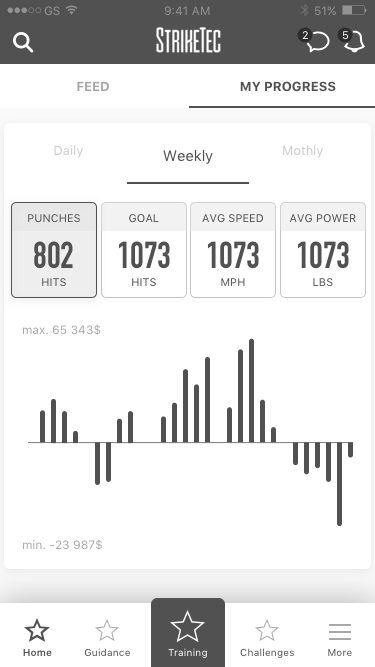 GS 9:41 AM 51%
STRIKETEC 2 5
FEED MY PROGRESS
Daily Weekly Mothly
PUNCHES GOAL AVG SPEED AVG POWER
802 1073 1073 1073
HITS HITS MPH LBS
max. 65 343$
min. -23 987$
Home Guidance Training Challenges More